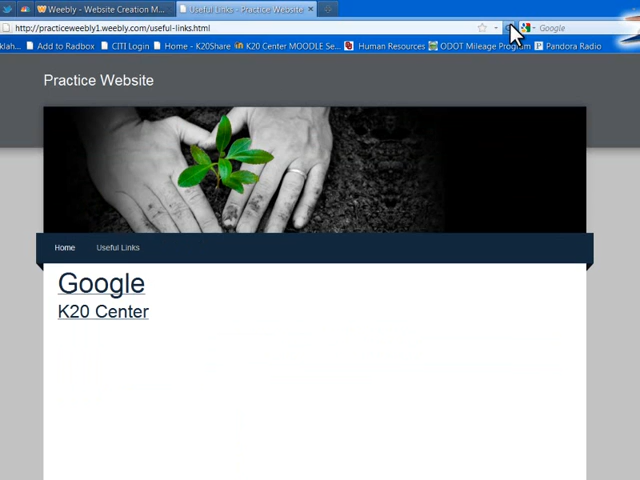 Weebly - Website Creation M...
Useful Links - Practice Website
http://practiceweebly1.weebly.com/useful-links.html
Google
Add to Radbox
CITI Login
Home - K20Share
K20 Center MOODLE Se...
Human Resources
ODOT Mileage Program
Pandora Radio
Practice Website
Home
Useful Links
Google
K20 Center